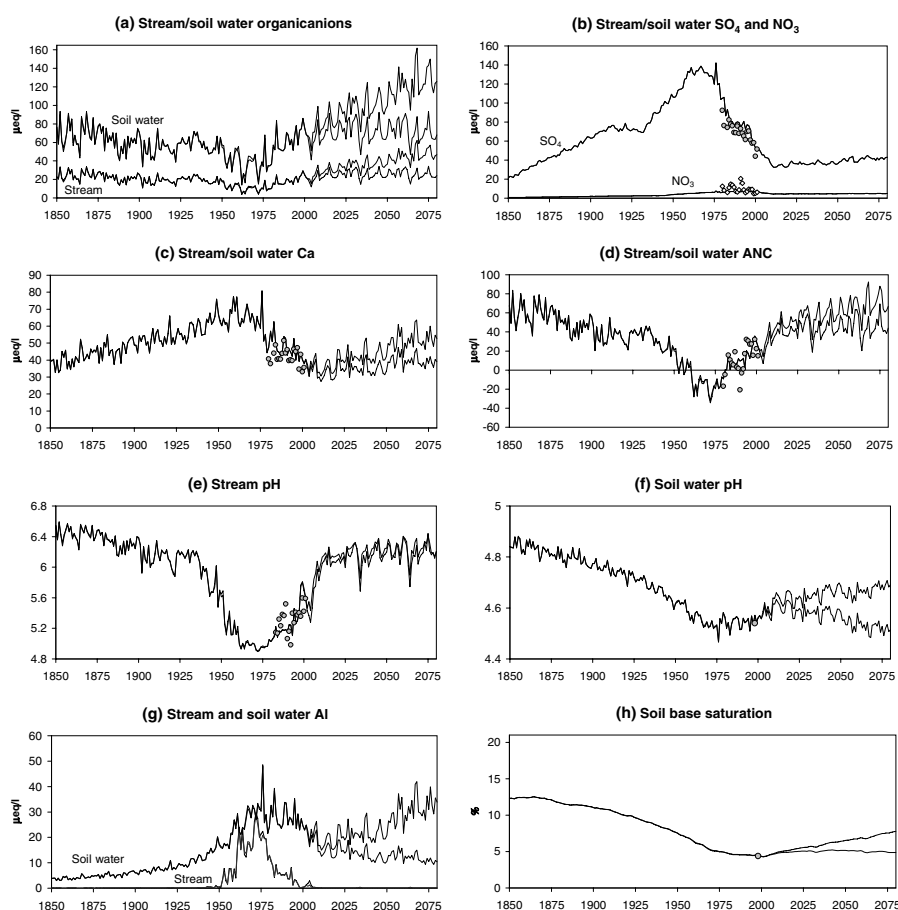 (a) Stream/soil water organicanions
160
140
120
100
80
60
40
20
0
µeq/l
Soil water
Stream
1850 1875 1900 1925 1950 1975 2000 2025 2050 2075
(b) Stream/soil water SO4 and NO3
160
140
120
100
80
60
40
20
0
µeq/l
SO4
NO3
1850 1875 1900 1925 1950 1975 2000 2025 2050 2075
(c) Stream/soil water Ca
90
80
70
60
50
40
30
20
10
0
µeq/l
1850 1875 1900 1925 1950 1975 2000 2025 2050 2075
(d) Stream/soil water ANC
100
80
60
40
20
0
-20
-40
-60
µeq/l
1850 1875 1900 1925 1950 1975 2000 2025 2050 2075
(e) Stream pH
6.8
6.4
6
5.6
5.2
4.8
1850 1875 1900 1925 1950 1975 2000 2025 2050 2075
(f) Soil water pH
5
4.8
4.6
4.4
1850 1875 1900 1925 1950 1975 2000 2025 2050 2075
(g) Stream and soil water Al
60
50
40
30
20
10
0
µeq/l
Soil water
Stream
1850 1875 1900 1925 1950 1975 2000 2025 2050 2075
(h) Soil base saturation
20
15
10
5
0
%
1850 1875 1900 1925 1950 1975 2000 2025 2050 2075